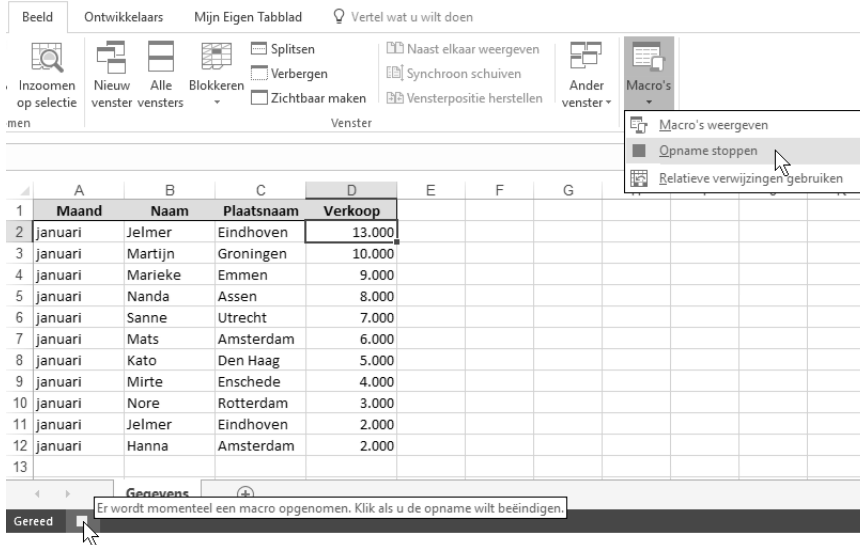 Beeld Ontwikkelaars Mijn Eigen Tabblad Vertel wat u wilt doen
Inzoomen op selectie
Nieuw venster
Alle vensters
Blokkeren
Splitsen
Verbergen
Zichtbaar maken
Naast elkaar weergeven
Synchroon schuiven
Vensterpositie herstellen
Ander venster
Macro's
men
Venster
Macro's weergeven
Opname stoppen
Relatieve verwijzingen gebruiken
A B C D E F G
1 Maand Naam Plaatsnaam Verkoop
2 januari Jelmer Eindhoven 13.000
3 januari Martijn Groningen 10.000
4 januari Marieke Emmen 9.000
5 januari Nanda Assen 8.000
6 januari Sanne Utrecht 7.000
7 januari Mats Amsterdam 6.000
8 januari Kato Den Haag 5.000
9 januari Mirte Enschede 4.000
10 januari Nore Rotterdam 3.000
11 januari Jelmer Eindhoven 2.000
12 januari Hanna Amsterdam 2.000
13
Gegevens
Er wordt momenteel een macro opgenomen. Klik als u de opname wilt beëindigen.
Gereed